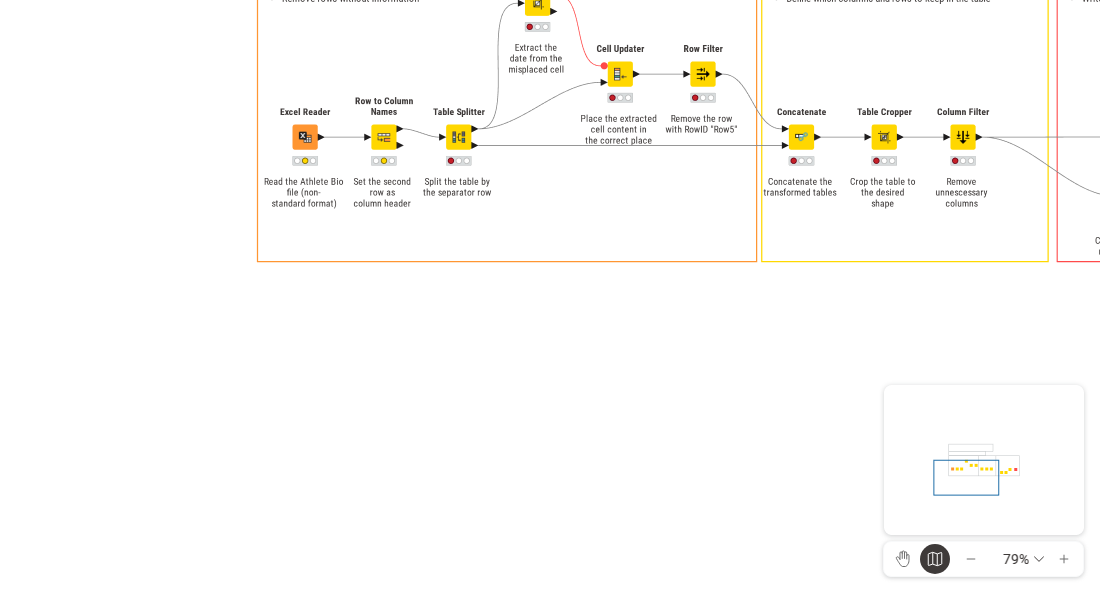 Remove rows without information
Define which columns and rows to keep in the table
Extract the
date from the
misplaced cell
Cell Updater
Row Filter
Place the extracted
cell content in
the correct place
Remove the row
with RowID "Row5"
Excel Reader
Row to Column
Names
Table Splitter
Concatenate
Table Cropper
Column Filter
Read the Athlete Bio
file (non-
standard format)
Set the second
row as
column header
Split the table by
the separator row
Concatenate the
transformed tables
Crop the table to
the desired
shape
Remove
unnescessary
columns
79%